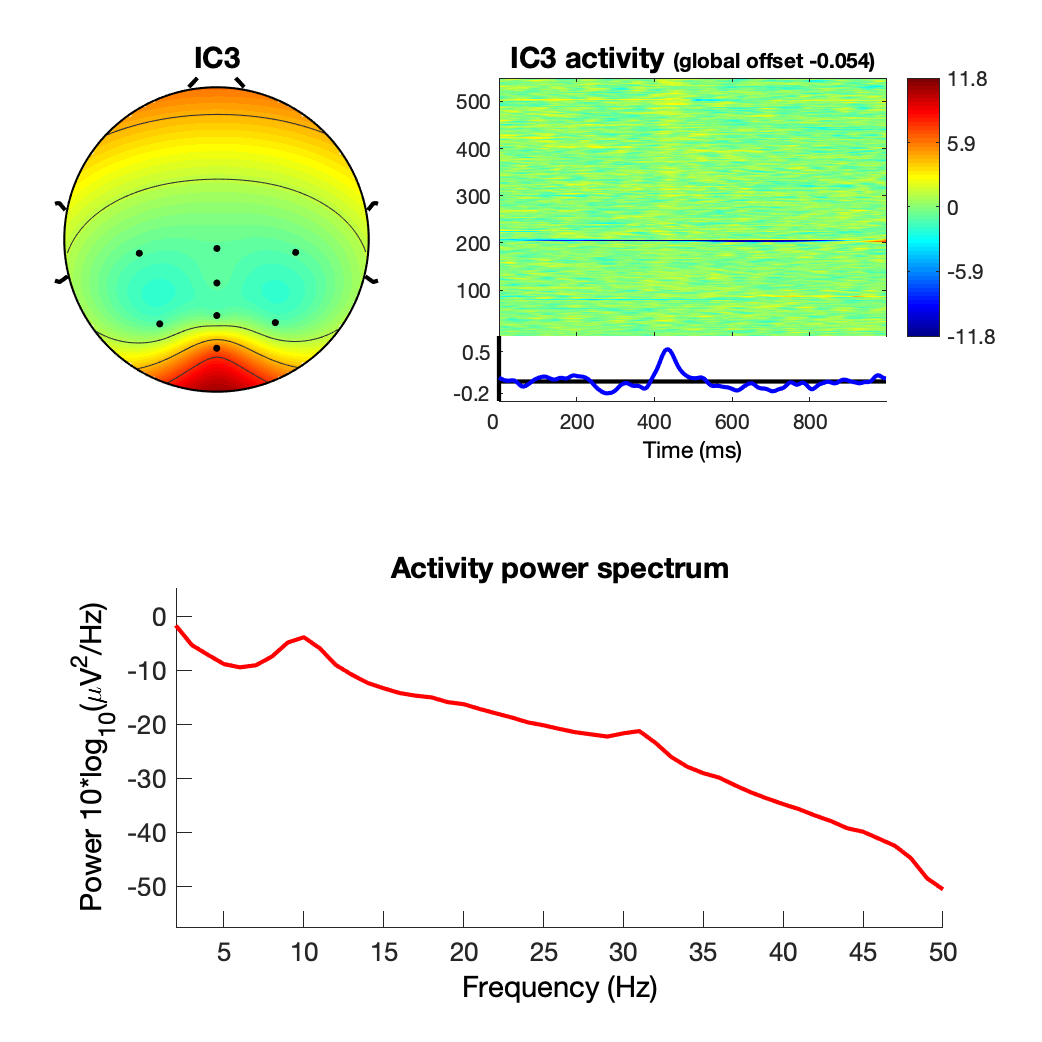 IC3
IC3 activity (global offset -0.054)
500
400
300
200
100
11.8
5.9
0
-5.9
-11.8
0.5
-0.2
0 200 400 600 800
Time (ms)
Activity power spectrum
Power 10*log10(μV2/Hz)
0
-10
-20
-30
-40
-50
5 10 15 20 25 30 35 40 45 50
Frequency (Hz)